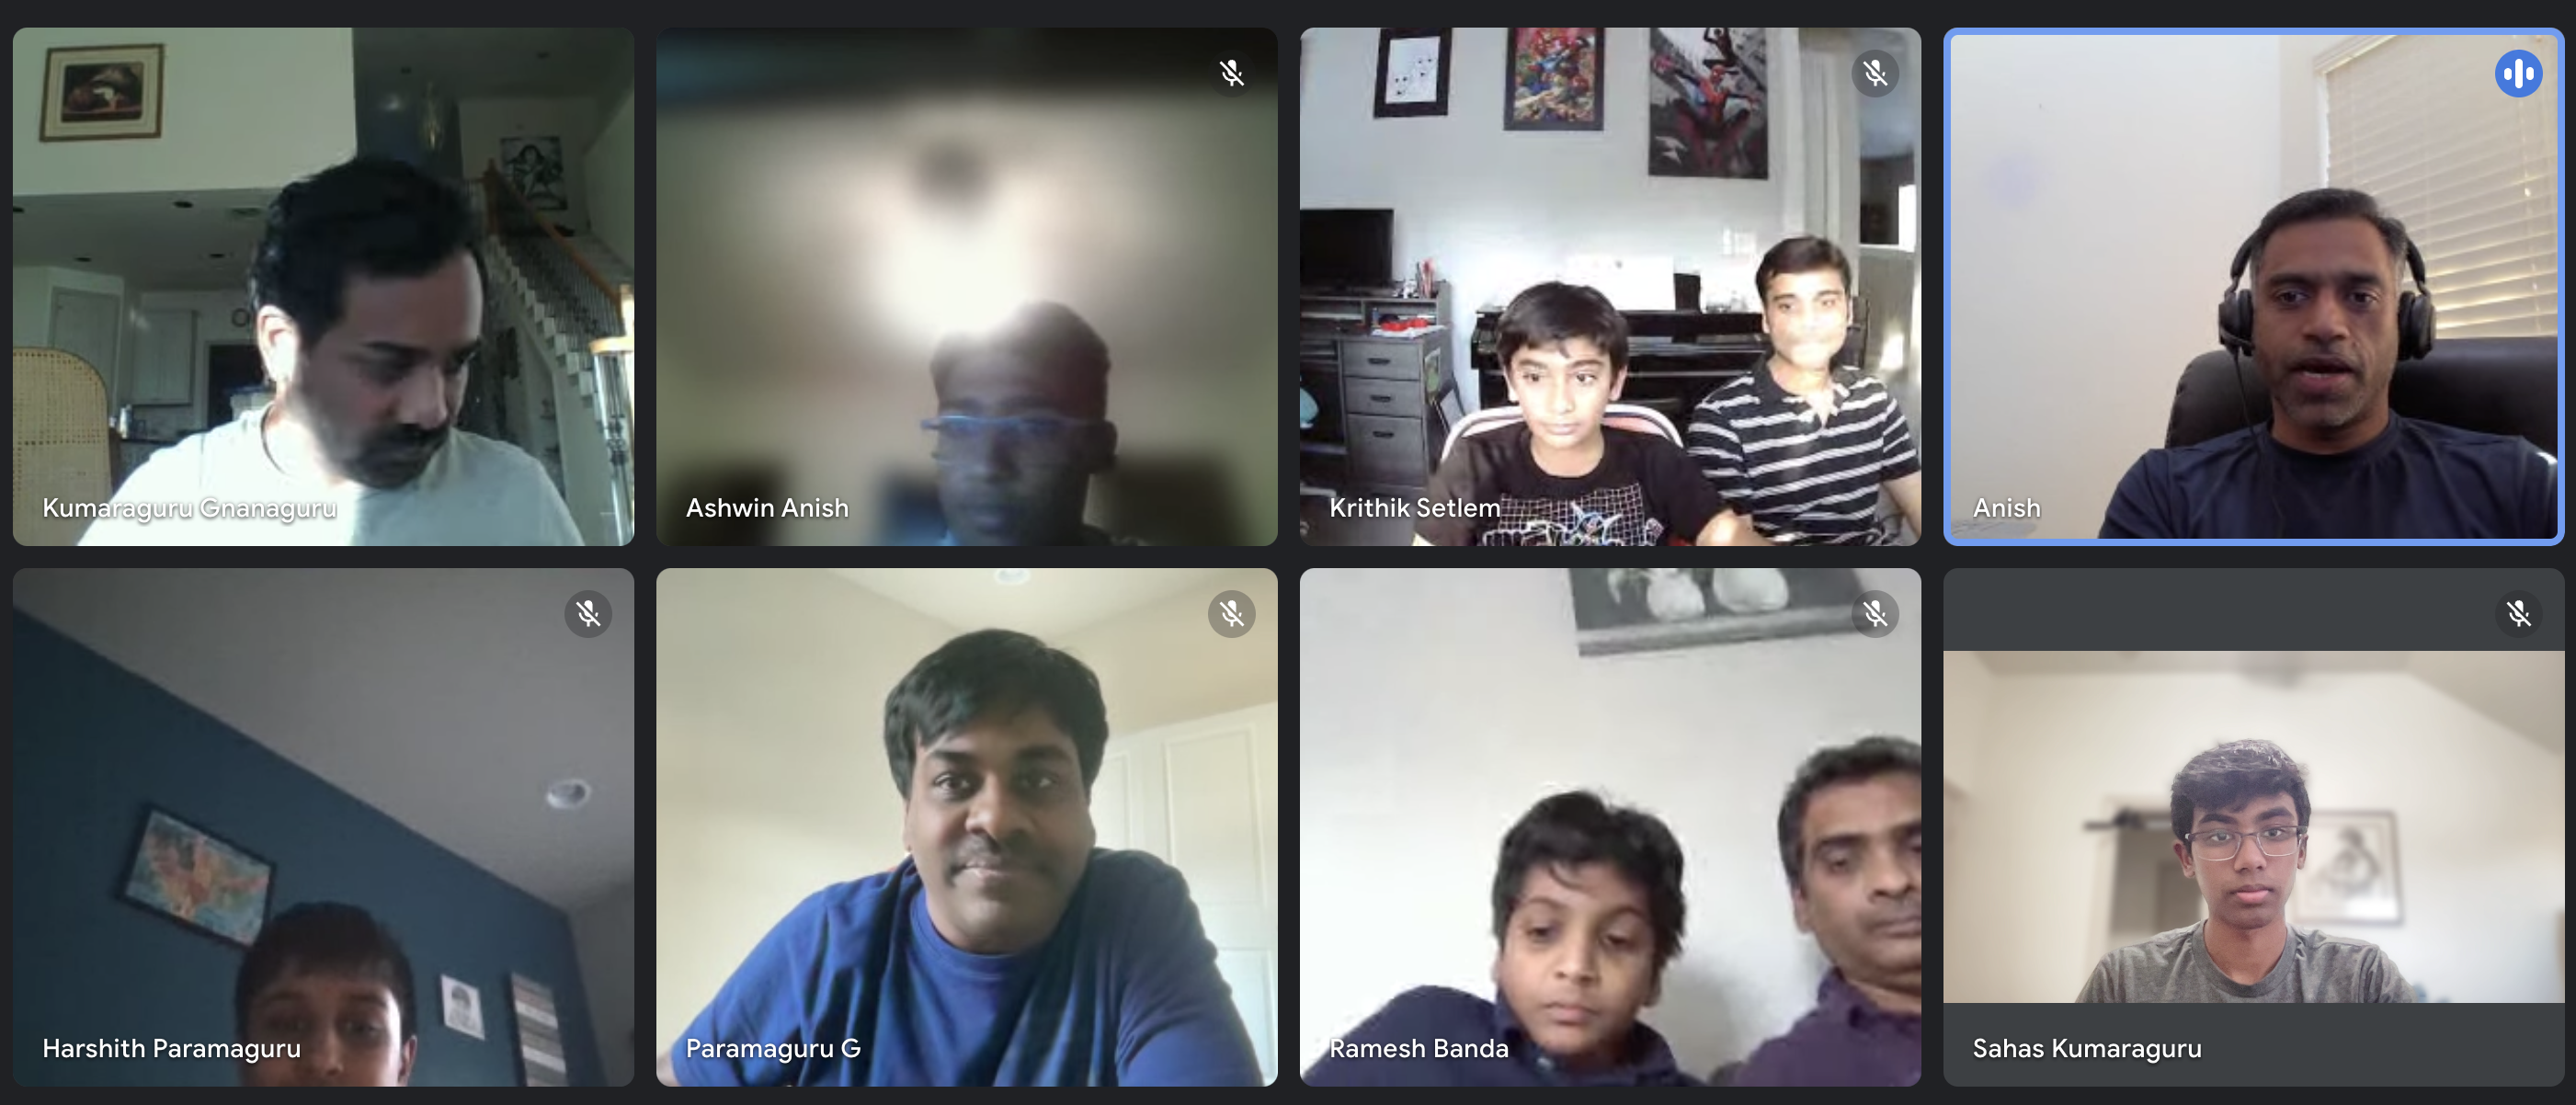 Kumaraguru Gnanaguru
Ashwin Anish
Krithik Setlem
Anish
Harshith Paramaguru
Paramaguru G
Ramesh Banda
Sahas Kumaraguru